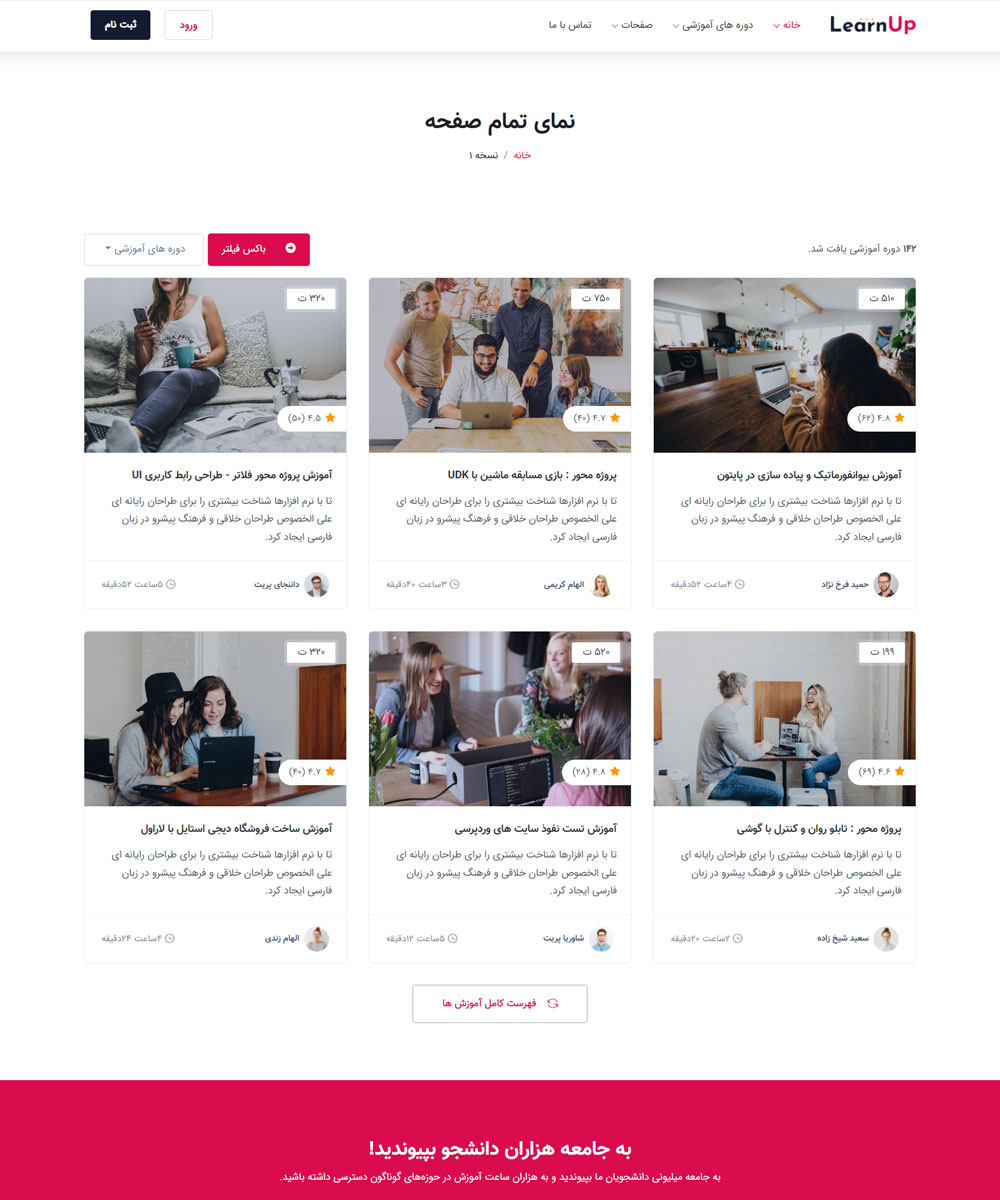 LearnUp
خانه
دوره های آموزشی
صفحات
تماس با ما
ورود
ثبت نام
نمای تمام صفحه
خانه / نسخه ۱
۱۴۲ دوره آموزشی یافت شد.
باکس فیلتر
دوره های آموزشی
۵۱۰ ت
۴.۸ (۶۲)
آموزش بیوانفورماتیک و پیاده سازی در پایتون
تا با نرم افزارها شناخت بیشتری را برای طراحان رایانه ای
علی الخصوص طراحان خلاقی و فرهنگ پیشرو در زبان
فارسی ایجاد کرد.
حمید فرخ نژاد
۴ساعت ۵۲دقیقه
۷۵۰ ت
۴.۷ (۴۰)
پروژه محور : بازی مسابقه ماشین با UDK
تا با نرم افزارها شناخت بیشتری را برای طراحان رایانه ای
علی الخصوص طراحان خلاقی و فرهنگ پیشرو در زبان
فارسی ایجاد کرد.
الهام کریمی
۳ساعت ۴۰دقیقه
۳۲۰ ت
۴.۵ (۵۰)
آموزش پروژه محور فلاتر - طراحی رابط کاربری UI
تا با نرم افزارها شناخت بیشتری را برای طراحان رایانه ای
علی الخصوص طراحان خلاقی و فرهنگ پیشرو در زبان
فارسی ایجاد کرد.
داننجای پریت
۵ساعت ۵۲دقیقه
۱۹۹ ت
۴.۶ (۶۹)
پروژه محور : تابلو روان و کنترل با گوشی
تا با نرم افزارها شناخت بیشتری را برای طراحان رایانه ای
علی الخصوص طراحان خلاقی و فرهنگ پیشرو در زبان
فارسی ایجاد کرد.
سعید شیخ زاده
۲ساعت ۲۰دقیقه
۵۲۰ ت
۴.۸ (۲۸)
آموزش تست نفوذ سایت های وردپرسی
تا با نرم افزارها شناخت بیشتری را برای طراحان رایانه ای
علی الخصوص طراحان خلاقی و فرهنگ پیشرو در زبان
فارسی ایجاد کرد.
شاوریا پریت
۵ساعت ۱۲دقیقه
۳۲۰ ت
۴.۷ (۴۰)
آموزش ساخت فروشگاه دیجی استایل با لاراول
تا با نرم افزارها شناخت بیشتری را برای طراحان رایانه ای
علی الخصوص طراحان خلاقی و فرهنگ پیشرو در زبان
فارسی ایجاد کرد.
الهام زندی
۴ساعت ۲۴دقیقه
فهرست کامل آموزش ها
به جامعه هزاران دانشجو بپیوندید!
به جامعه میلیونی دانشجویان ما بپیوندید و به هزاران ساعت آموزش در حوزه‌های گوناگون دسترسی داشته باشید.